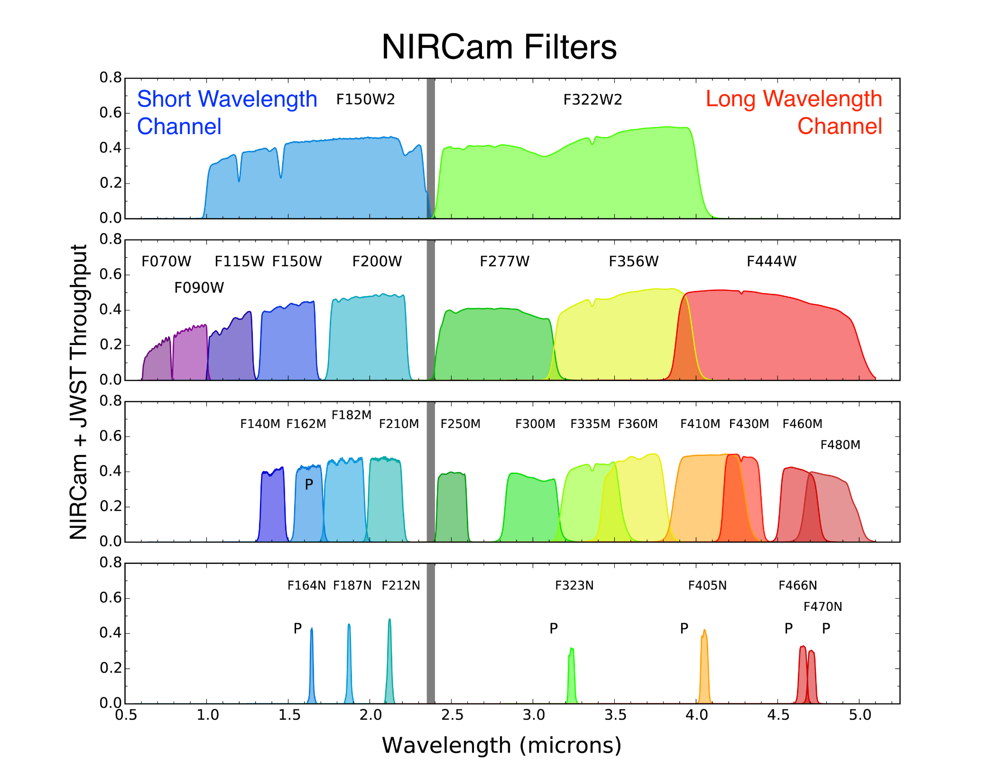 NIRCam Filters
0.8
Short Wavelength F150W2 F322W2 Long Wavelength
Channel Channel
0.6
0.4
0.2
0.0
NIRCam + JWST Throughput
0.8
F070W F115W F150W F200W F277W F356W F444W
0.6
F090W
0.4
0.2
0.0
0.8
F182M
F140M F162M F210M F250M F300M F335M F360M F410M F430M F460M
0.6
F480M
0.4
P
0.2
0.0
0.8
F164N F187N F212N F323N F405N F466N
0.6
F470N
0.4
P P P P P
0.2
0.0
0.5 1.0 1.5 2.0 2.5 3.0 3.5 4.0 4.5 5.0
Wavelength (microns)